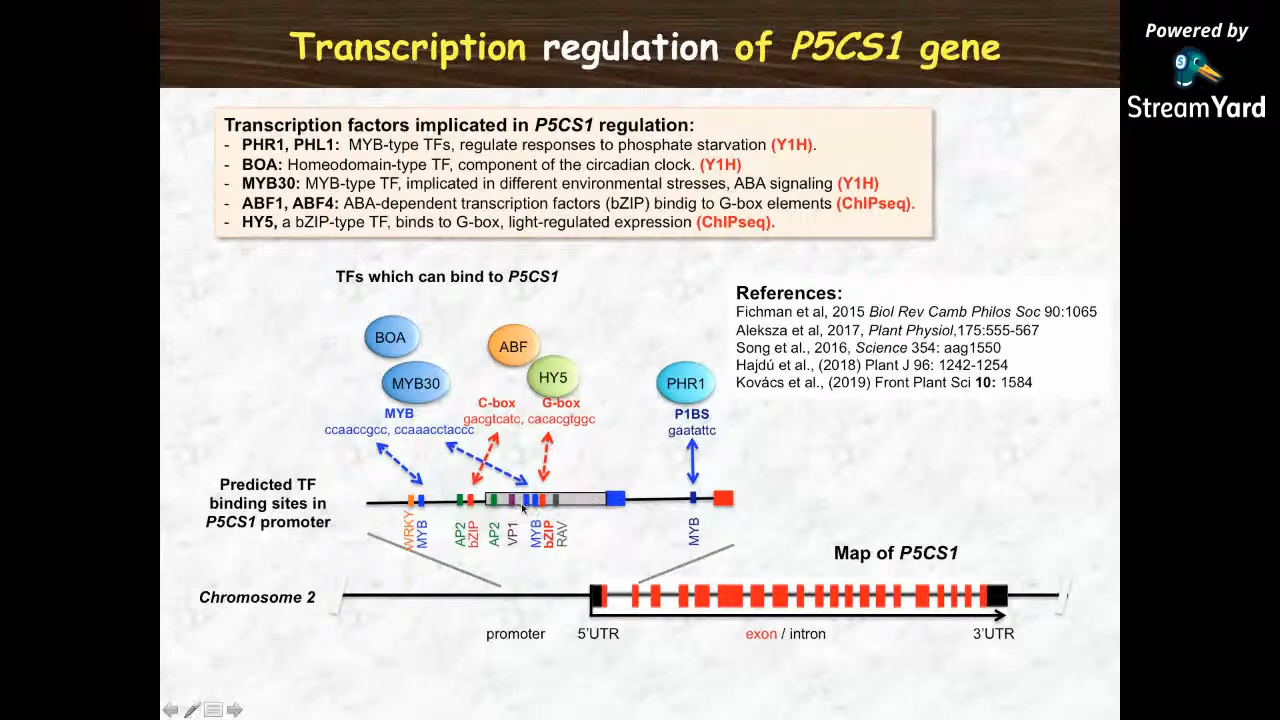 Transcription regulation of P5CS1 gene
Powered by
StreamYard
Transcription factors implicated in P5CS1 regulation:
- PHR1, PHL1: MYB-type TFs, regulate responses to phosphate starvation (Y1H).
- BOA: Homeodomain-type TF, component of the circadian clock. (Y1H)
- MYB30: MYB-type TF, implicated in different environmental stresses, ABA signaling (Y1H)
- ABF1, ABF4: ABA-dependent transcription factors (bZIP) bindig to G-box elements (ChIPseq).
- HY5, a bZIP-type TF, binds to G-box, light-regulated expression (ChIPseq).
TFs which can bind to P5CS1
References:
Fichman et al, 2015 Biol Rev Camb Philos Soc 90:1065
Aleksza et al, 2017, Plant Physiol,175:555-567
Song et al., 2016, Science 354: aag1550
Hajdú et al., (2018) Plant J 96: 1242-1254
Kovács et al., (2019) Front Plant Sci 10: 1584
BOA
ABF
MYB30
HY5
PHR1
MYB
ccaaccgcc, ccaaacctaccc
C-box G-box
gacgtcatc, cacacgtggc
P1BS
gaatattc
Predicted TF
binding sites in
P5CS1 promoter
WRKY
MYB
AP2
bZIP
AP2
VP1
MYB
bZIP
RAV
MYB
Map of P5CS1
Chromosome 2
promoter
5'UTR
exon / intron
3'UTR